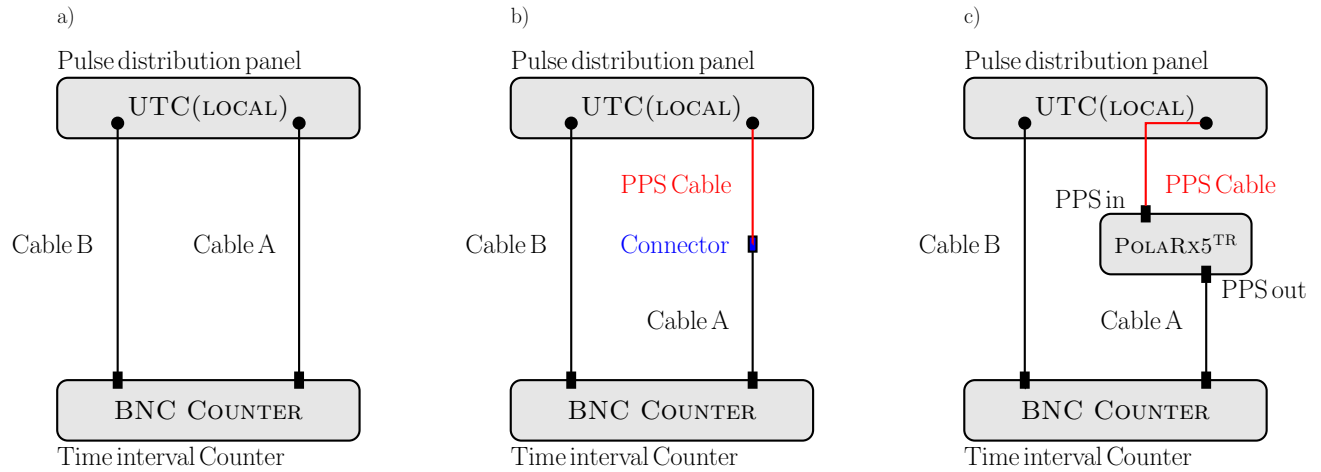 a)
Pulse distribution panel
UTC(LOCAL)
Cable B
Cable A
BNC COUNTER
Time interval Counter
b)
Pulse distribution panel
UTC(LOCAL)
PPS Cable
Cable B
Connector
Cable A
BNC COUNTER
Time interval Counter
c)
Pulse distribution panel
UTC(LOCAL)
PPS Cable
PPS in
Cable B
POLARX5TR
PPS out
Cable A
BNC COUNTER
Time interval Counter